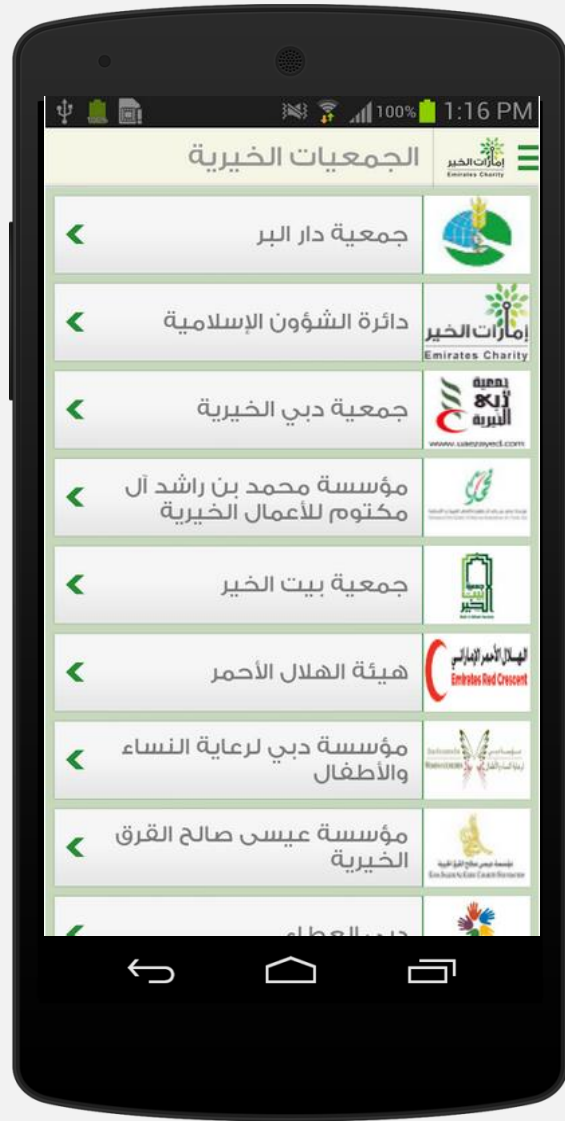 100% 1:16 PM
الجمعيات الخيرية
إمارات الخير
Emirates Charity
جمعية دار البر
دائرة الشؤون الإسلامية
إمارات الخير
Emirates Charity
جمعية دبي الخيرية
الخيرية
www.uaezayed.com
مؤسسة محمد بن راشد آل
مكتوم للأعمال الخيرية
جمعية بيت الخير
هيئة الهلال الأحمر
الهلال الأحمر الإماراتي
Emirates Red Crescent
مؤسسة دبي لرعاية النساء
والأطفال
مؤسسة عيسى صالح القرق
الخيرية